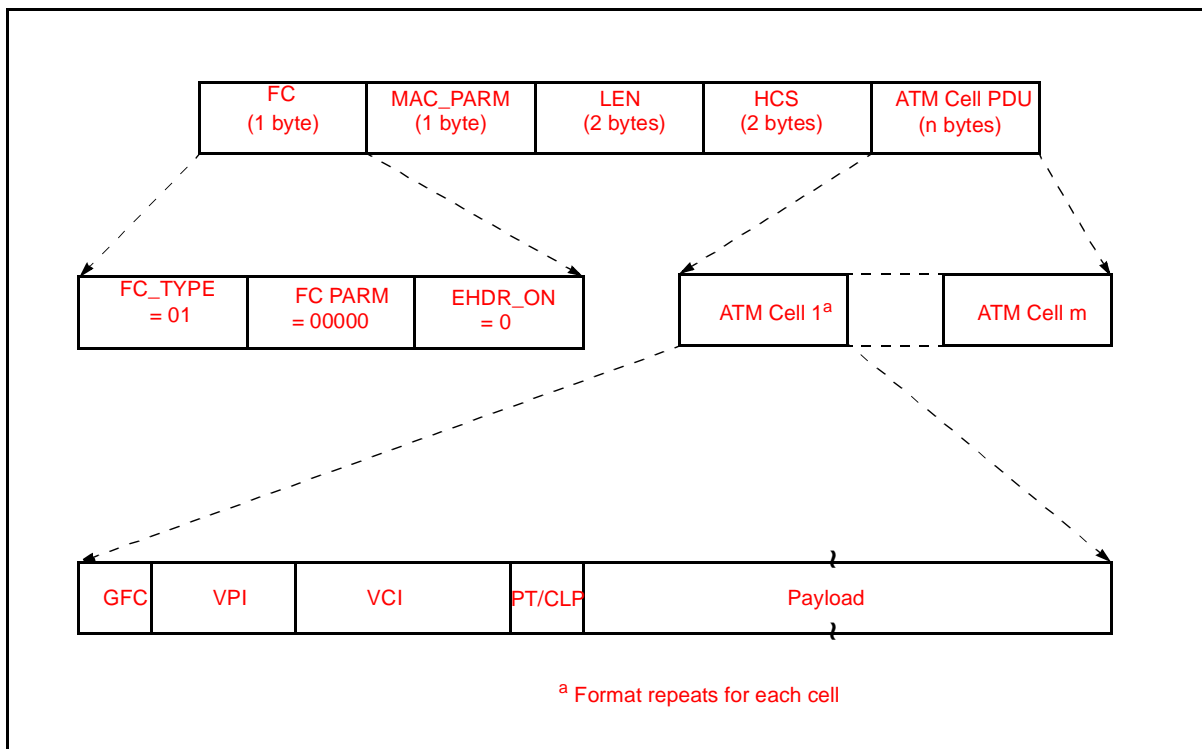 FC
(1 byte)
MAC_PARM
(1 byte)
LEN
(2 bytes)
HCS
(2 bytes)
ATM Cell PDU
(n bytes)
FC_TYPE
= 01
FC PARM
= 00000
EHDR_ON
= 0
ATM Cell 1a
ATM Cell m
GFC
VPI
VCI
PT/CLP
Payload
a Format repeats for each cell